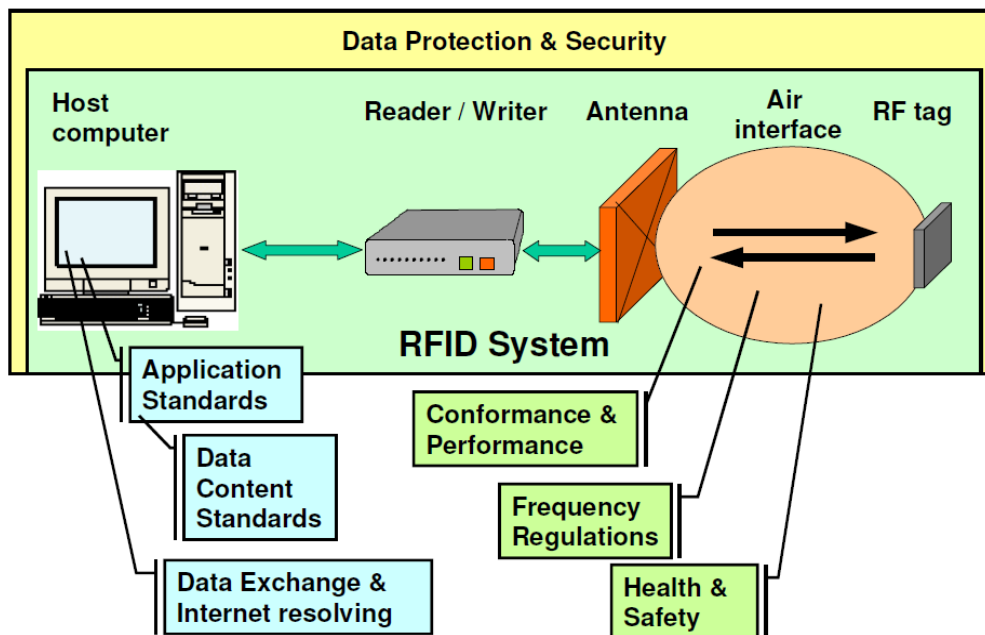 Data Protection & Security
Host
computer
Reader / Writer
Antenna
Air
interface
RF tag
RFID System
Application
Standards
Data
Content
Standards
Data Exchange &
Internet resolving
Conformance &
Performance
Frequency
Regulations
Health &
Safety